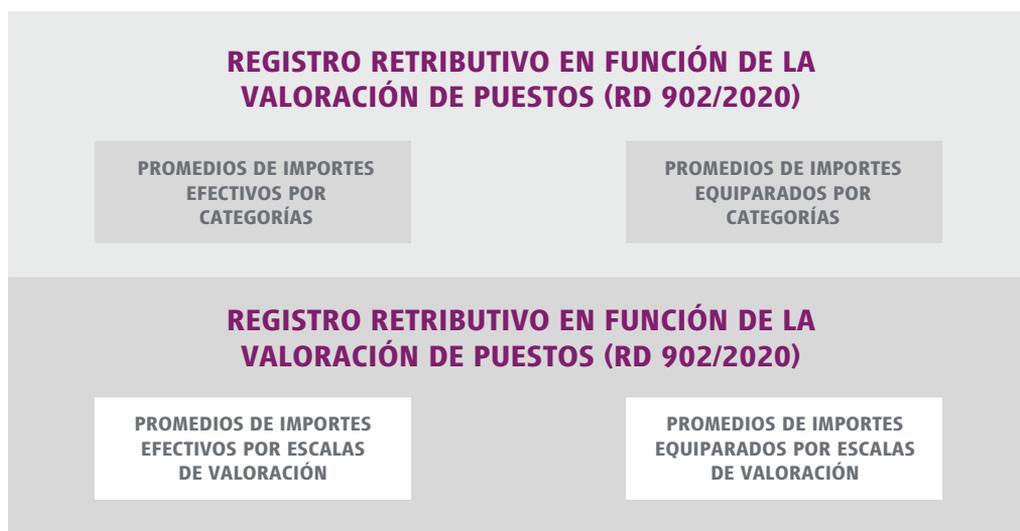 REGISTRO RETRIBUTIVO EN FUNCIÓN DE LA
VALORACIÓN DE PUESTOS (RD 902/2020)
PROMEDIOS DE IMPORTES
EFECTIVOS POR
CATEGORÍAS
PROMEDIOS DE IMPORTES
EQUIPARADOS POR
CATEGORÍAS
REGISTRO RETRIBUTIVO EN FUNCIÓN DE LA
VALORACIÓN DE PUESTOS (RD 902/2020)
PROMEDIOS DE IMPORTES
EFECTIVOS POR ESCALAS
DE VALORACIÓN
PROMEDIOS DE IMPORTES
EQUIPARADOS POR ESCALAS
DE VALORACIÓN